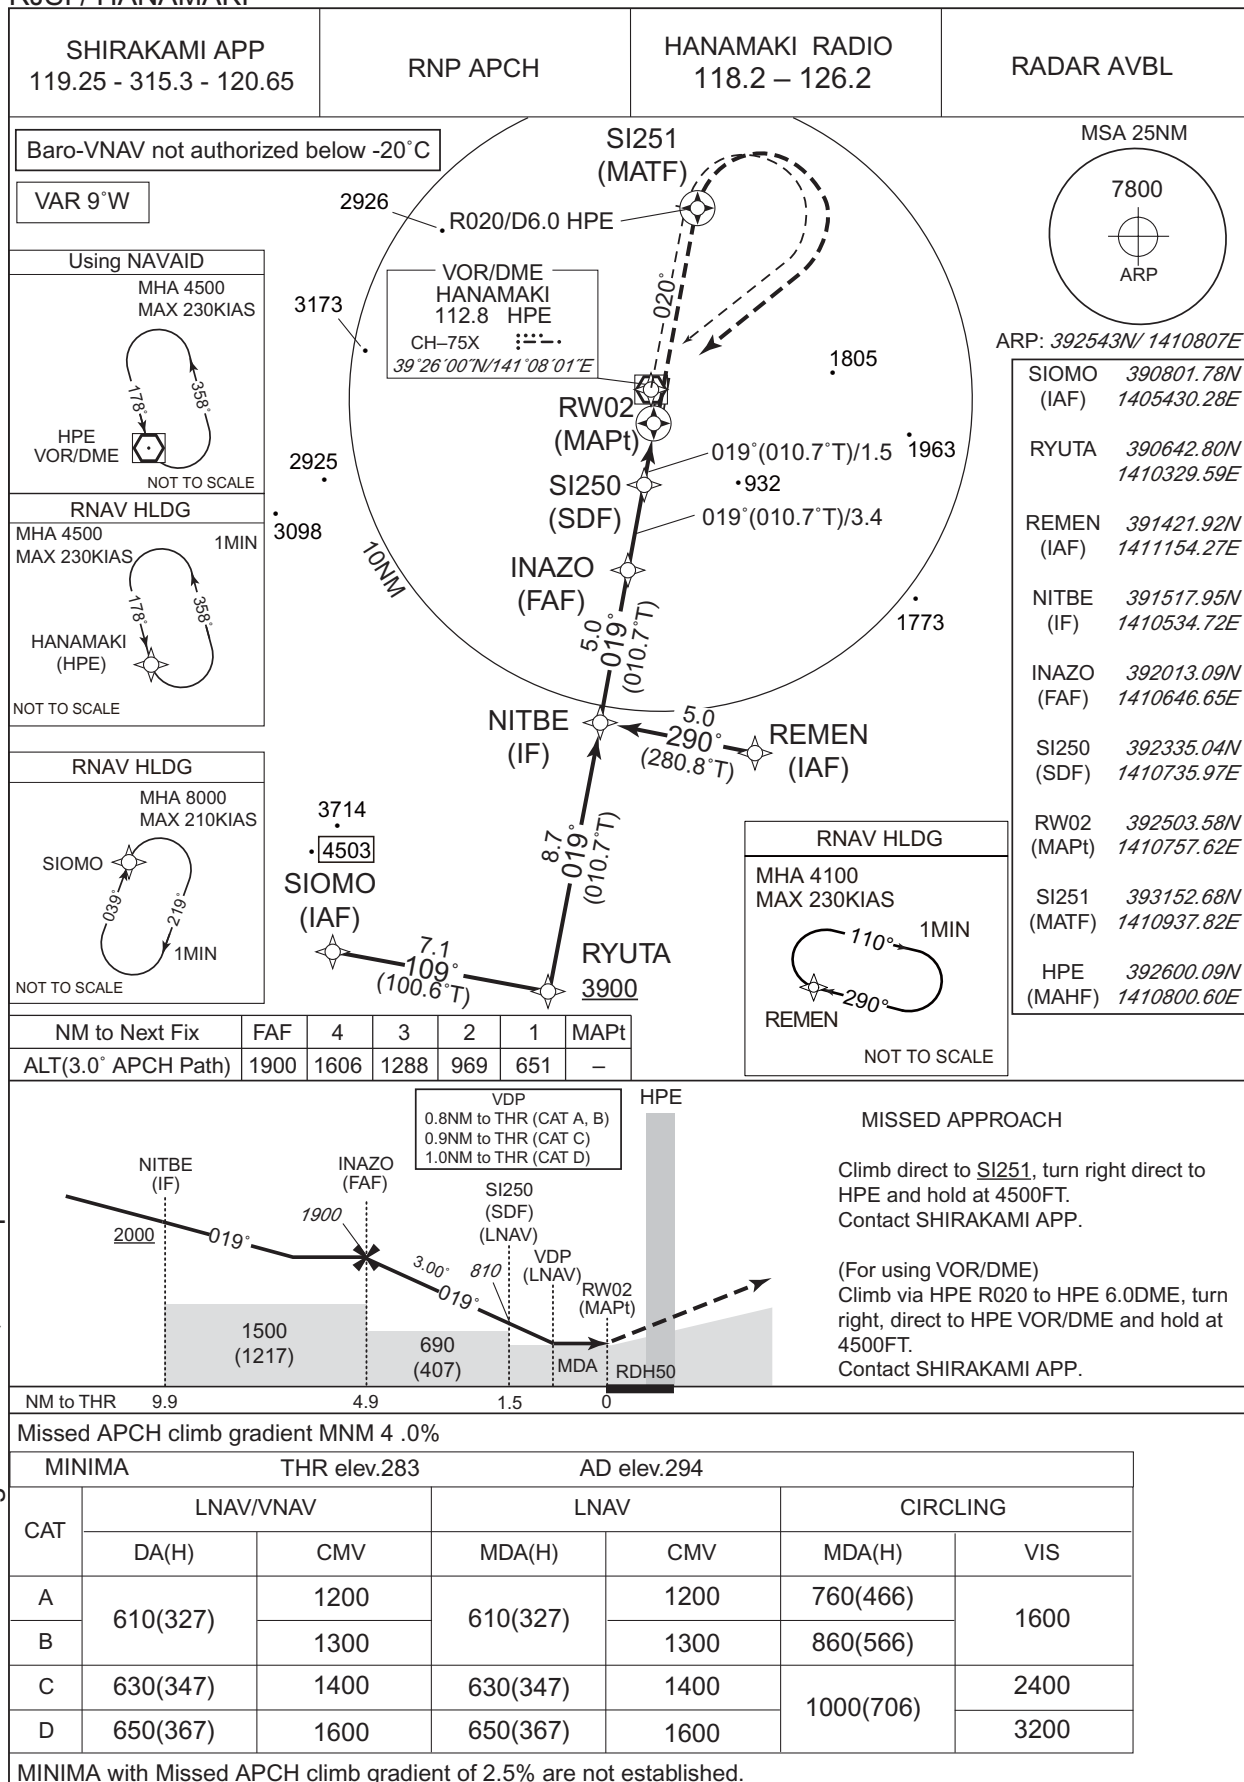 SHIRAKAMI APP
119.25 - 315.3 - 120.65
RNP APCH
HANAMAKI RADIO
118.2 – 126.2
RADAR AVBL
Baro-VNAV not authorized below -20˚C
VAR 9˚W
Using NAVAID
MHA 4500
MAX 230KIAS
178˚
358˚
HPE
VOR/DME
NOT TO SCALE
RNAV HLDG
MHA 4500
MAX 230KIAS
1MIN
178˚
358˚
HANAMAKI
(HPE)
NOT TO SCALE
RNAV HLDG
MHA 8000
MAX 210KIAS
SIOMO
039˚
219˚
1MIN
NOT TO SCALE
SI251
(MATF)
2926
R020/D6.0 HPE
VOR/DME
HANAMAKI
112.8 HPE
CH–75X
39˚26´00˝N/141˚08´01˝E
020˚
3173
1805
RW02
(MAPt)
019˚(010.7˚T)/1.5
1963
2925
SI250
(SDF)
932
3098
019˚(010.7˚T)/3.4
10NM
INAZO
(FAF)
1773
5.0
019˚
(010.7˚T)
NITBE
(IF)
5.0
290˚
(280.8˚T)
REMEN
(IAF)
3714
4503
SIOMO
(IAF)
8.7
019˚
(010.7˚T)
7.1
109˚
(100.6˚T)
RYUTA
3900
MSA 25NM
7800
ARP
ARP: 392543N/ 1410807E
SIOMO 390801.78N
(IAF) 1405430.28E
RYUTA 390642.80N
1410329.59E
REMEN 391421.92N
(IAF) 1411154.27E
NITBE 391517.95N
(IF) 1410534.72E
INAZO 392013.09N
(FAF) 1410646.65E
SI250 392335.04N
(SDF) 1410735.97E
RW02 392503.58N
(MAPt) 1410757.62E
SI251 393152.68N
(MATF) 1410937.82E
HPE 392600.09N
(MAHF) 1410800.60E
RNAV HLDG
MHA 4100
MAX 230KIAS
110˚
1MIN
290˚
REMEN
NOT TO SCALE
NM to Next Fix FAF 4 3 2 1 MAPt
ALT(3.0˚ APCH Path) 1900 1606 1288 969 651 –
VDP
0.8NM to THR (CAT A, B)
0.9NM to THR (CAT C)
1.0NM to THR (CAT D)
HPE
NITBE
(IF)
INAZO
(FAF)
SI250
(SDF)
(LNAV)
VDP
(LNAV)
RW02
(MAPt)
2000
019˚
1900
3.00˚
019˚
810
1500
(1217)
690
(407)
MDA
RDH50
NM to THR 9.9 4.9 1.5 0
MISSED APPROACH
Climb direct to SI251, turn right direct to
HPE and hold at 4500FT.
Contact SHIRAKAMI APP.
(For using VOR/DME)
Climb via HPE R020 to HPE 6.0DME, turn
right, direct to HPE VOR/DME and hold at
4500FT.
Contact SHIRAKAMI APP.
Missed APCH climb gradient MNM 4 .0%
MINIMA THR elev.283 AD elev.294
CAT LNAV/VNAV LNAV CIRCLING
DA(H) CMV MDA(H) CMV MDA(H) VIS
A 610(327) 1200 610(327) 1200 760(466) 1600
B 1300 1300 860(566)
C 630(347) 1400 630(347) 1400 1000(706) 2400
D 650(367) 1600 650(367) 1600 3200
MINIMA with Missed APCH climb gradient of 2.5% are not established.